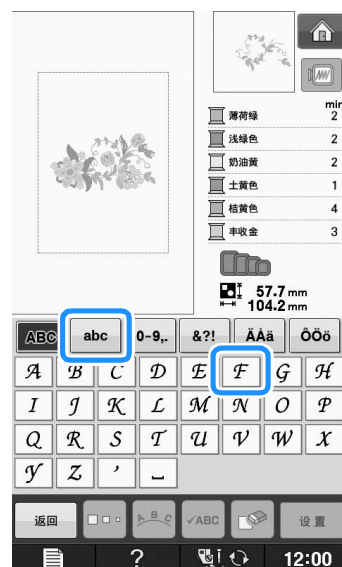 min
薄荷绿 2
浅绿色 2
奶油黄 2
土黄色 1
桔黄色 4
丰收金 3
57.7 mm
104.2 mm
ABC abc 0~9,. &?! ÄÅä ÔÖö
A B C D E F G H
I J K L M N O P
Q R S T U V W X
Y Z ’ _
返回 A B C ✓ABC 设置
? 12:00